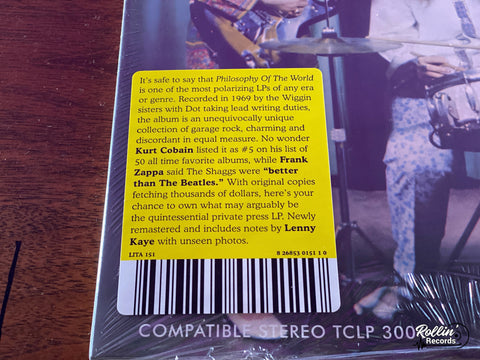 It's safe to say that Philosophy Of The World
is one of the most polarizing LPs of any era
or genre. Recorded in 1969 by the Wiggin
sisters with Dot taking lead writing duties,
the album is an unequivocally unique
collection of garage rock, charming and
discordant in equal measure. No wonder
Kurt Cobain listed it as #5 on his list of
50 all time favorite albums, while Frank
Zappa said The Shaggs were "better
than The Beatles." With original copies
fetching thousands of dollars, here's your
chance to own what may arguably be
the quintessential private press LP. Newly
remastered and includes notes by Lenny
Kaye with unseen photos.
LITA 151 8 26853 0151 1 0
COMPATIBLE STEREO TCLP 300
Rollin'
Records